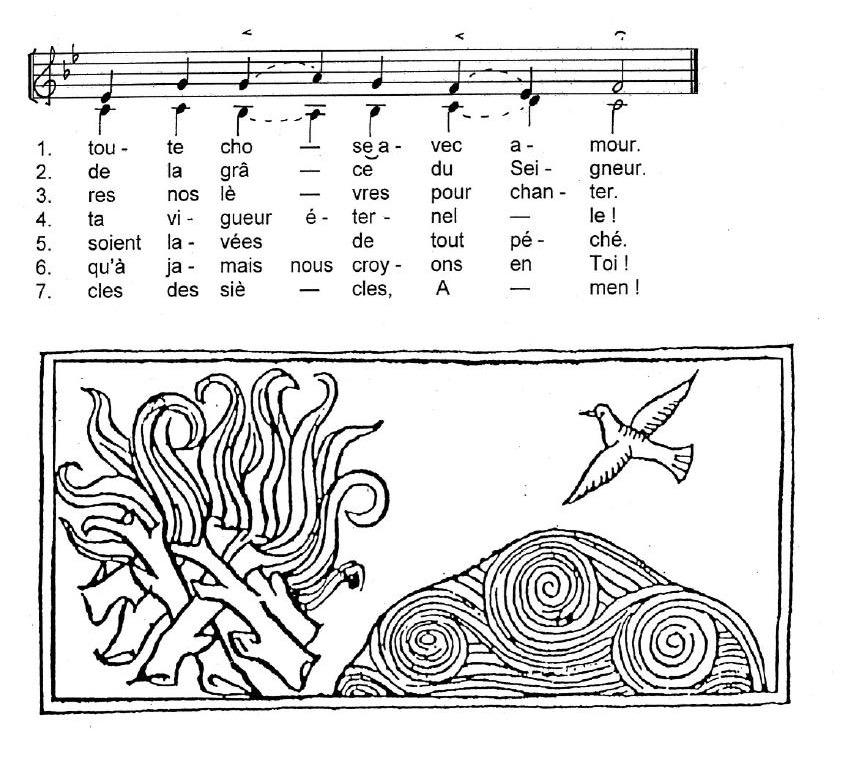 1. tou - te cho — se a - vec a - mour.
2. de la grâ — ce du Sei - gneur.
3. res nos lè — vres pour chan - ter.
4. ta vi - gueur é - ter - nel — le !
5. soient la - vées de tout pé - ché.
6. qu'à ja - mais nous croy - ons en Toi !
7. cles des siè — cles, A — men !